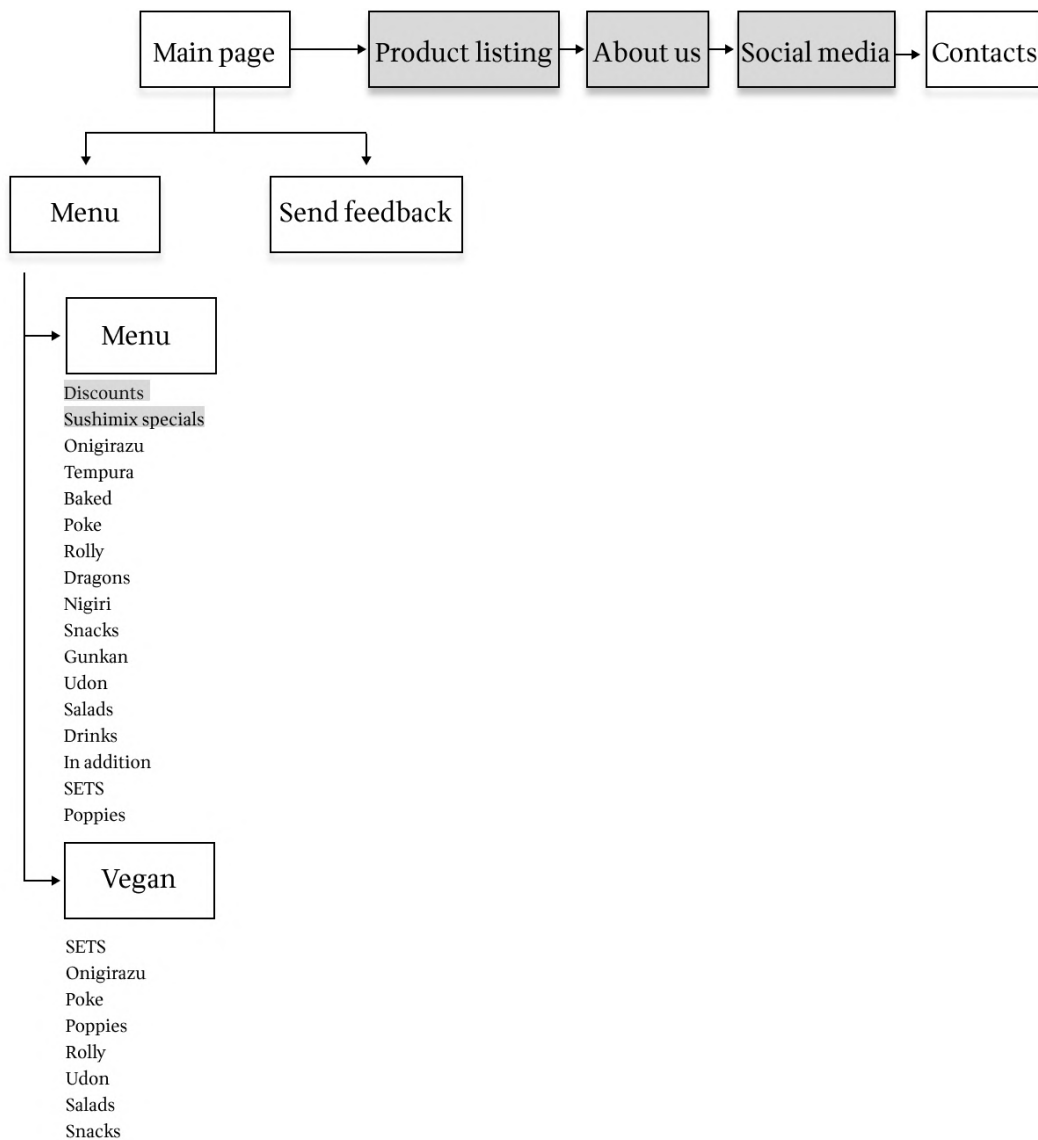 Main page
Product listing
About us
Social media
Contacts
Menu
Send feedback
Menu
Discounts
Sushimix specials
Onigirazu
Tempura
Baked
Poke
Rolly
Dragons
Nigiri
Snacks
Gunkan
Udon
Salads
Drinks
In addition
SETS
Poppies
Vegan
SETS
Onigirazu
Poke
Poppies
Rolly
Udon
Salads
Snacks